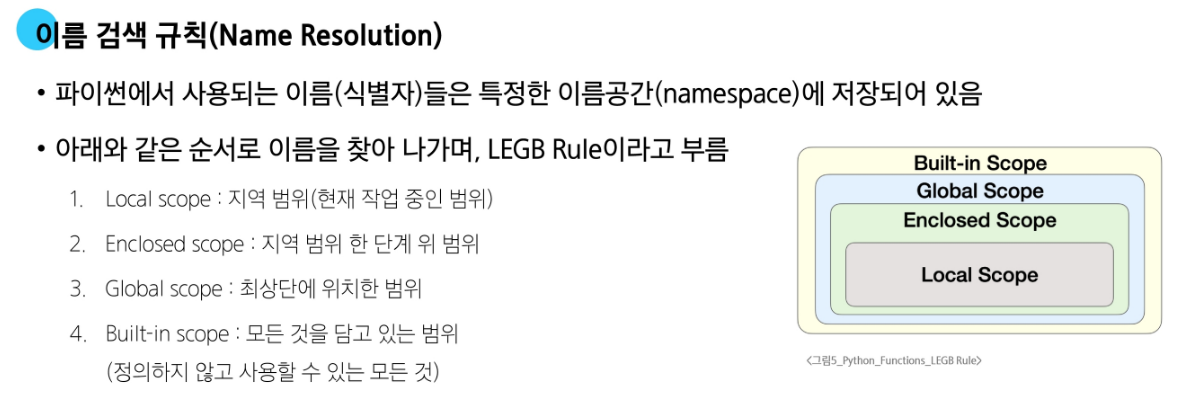 이름 검색 규칙(Name Resolution)
• 파이썬에서 사용되는 이름(식별자)들은 특정한 이름공간(namespace)에 저장되어 있음
• 아래와 같은 순서로 이름을 찾아 나가며, LEGB Rule이라고 부름
1. Local scope : 지역 범위(현재 작업 중인 범위)
2. Enclosed scope : 지역 범위 한 단계 위 범위
3. Global scope : 최상단에 위치한 범위
4. Built-in scope : 모든 것을 담고 있는 범위
(정의하지 않고 사용할 수 있는 모든 것)
Built-in Scope
Global Scope
Enclosed Scope
Local Scope
<그림5_Python_Functions_LEGB Rule>